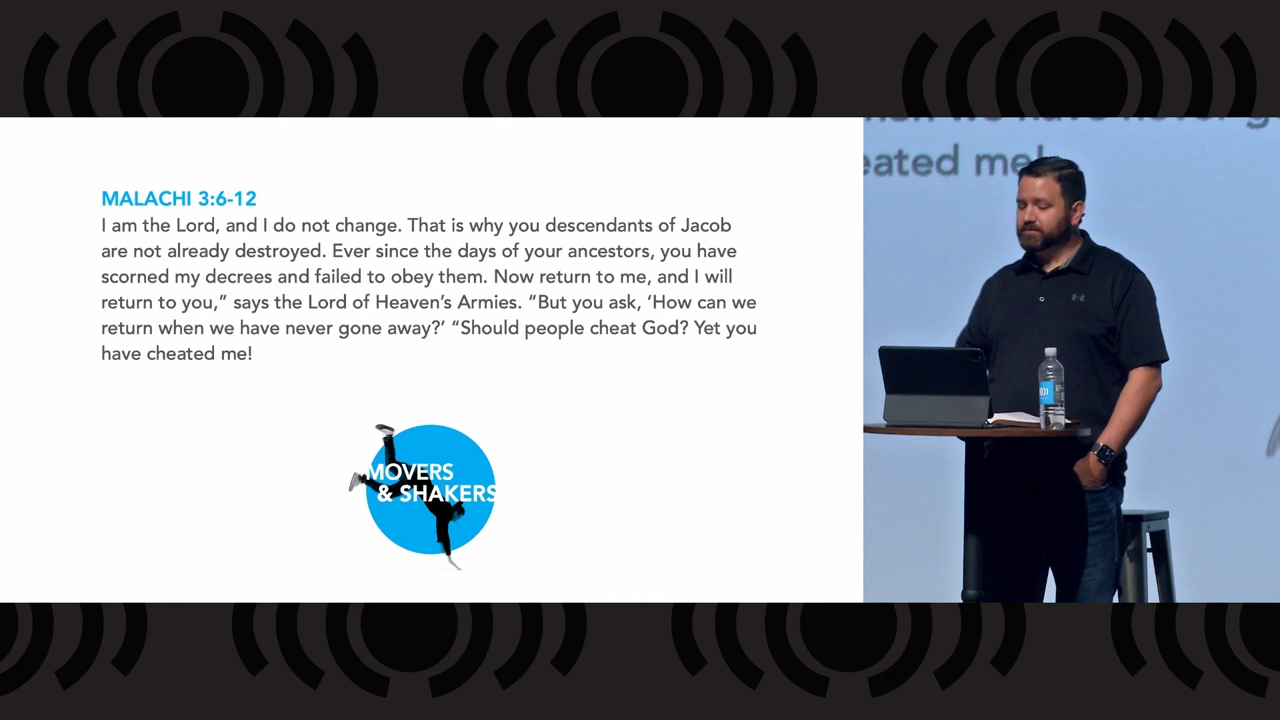 MALACHI 3:6-12
I am the Lord, and I do not change. That is why you descendants of Jacob
are not already destroyed. Ever since the days of your ancestors, you have
scorned my decrees and failed to obey them. Now return to me, and I will
return to you,” says the Lord of Heaven’s Armies. “But you ask, ‘How can we
return when we have never gone away?’ “Should people cheat God? Yet you
have cheated me!
MOVERS
& SHAKERS
eated me!